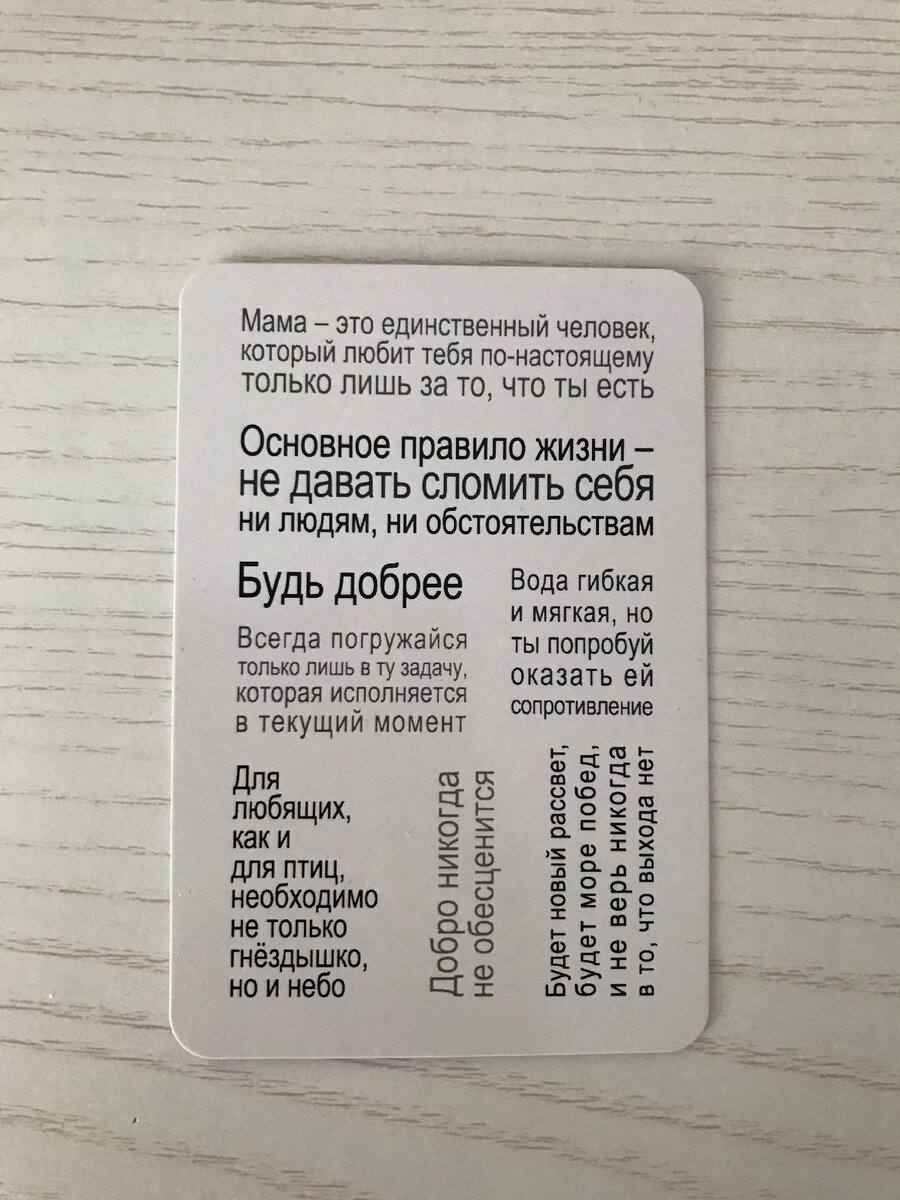 Мама – это единственный человек,
который любит тебя по-настоящему
только лишь за то, что ты есть
Основное правило жизни –
не давать сломить себя
ни людям, ни обстоятельствам
Будь добрее
Всегда погружайся
только лишь в ту задачу,
которая исполняется
в текущий момент
Вода гибкая
и мягкая, но
ты попробуй
оказать ей
сопротивление
Для
любящих,
как и
для птиц,
необходимо
не только
гнёздышко,
но и небо
Добро никогда
не обесценится
Будет новый рассвет,
будет море побед,
и не верь никогда
в то, что выхода нет